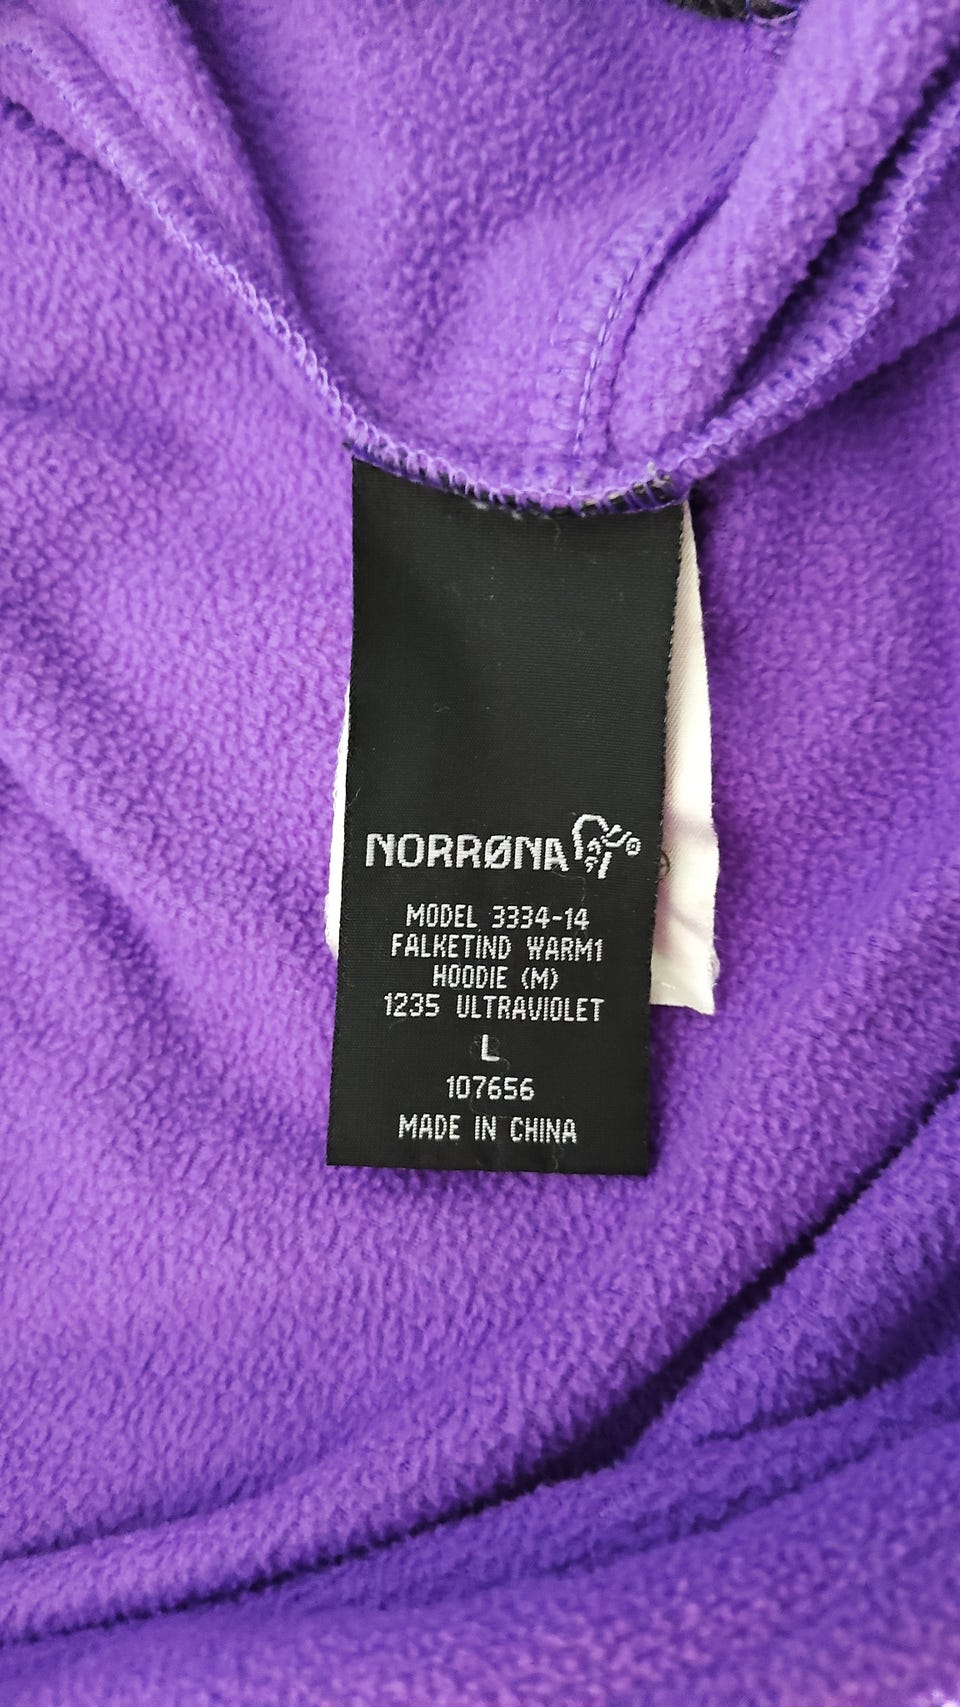 NORRØNA
MODEL 3334-14
FALKETIND WARM1
HOODIE (M)
1235 ULTRAVIOLET
L
107656
MADE IN CHINA